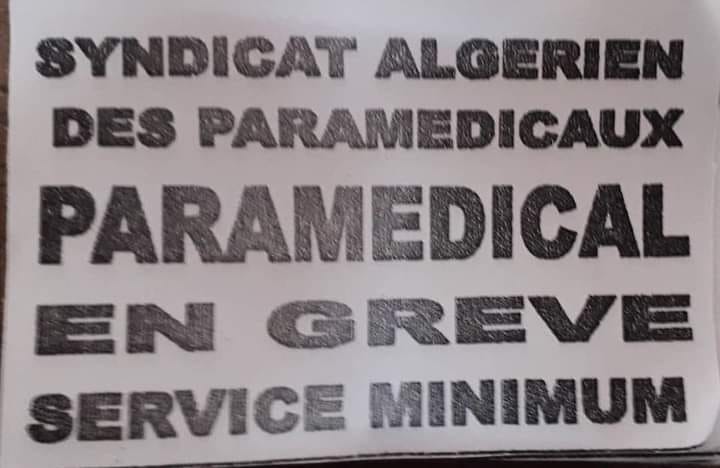 SYNDICAT ALGERIEN
DES PARAMEDICAUX
PARAMEDICAL
EN GREVE
SERVICE MINIMUM